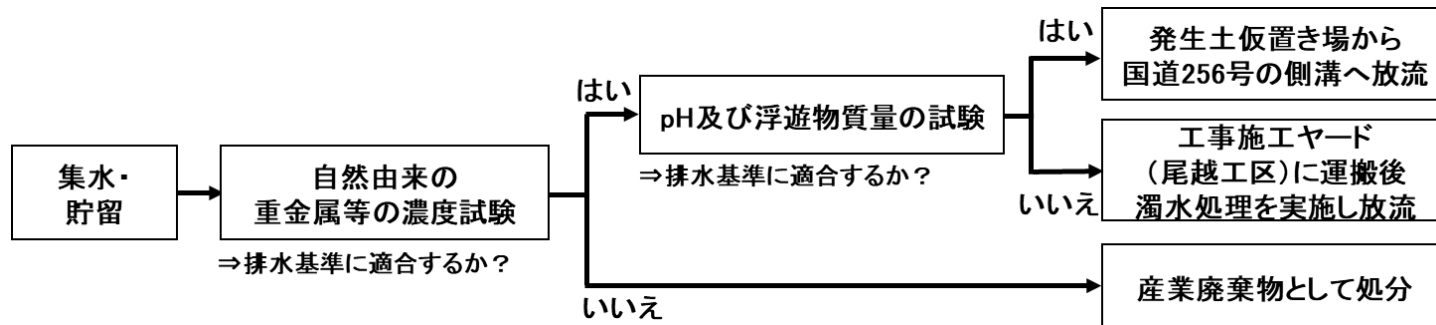 集水・
貯留
自然由来の
重金属等の濃度試験
⇒排水基準に適合するか？
はい
いいえ
pH及び浮遊物質量の試験
⇒排水基準に適合するか？
はい
いいえ
発生土仮置き場から
国道256号の側溝へ放流
工事施工ヤード
（尾越工区）に運搬後
濁水処理を実施し放流
産業廃棄物として処分